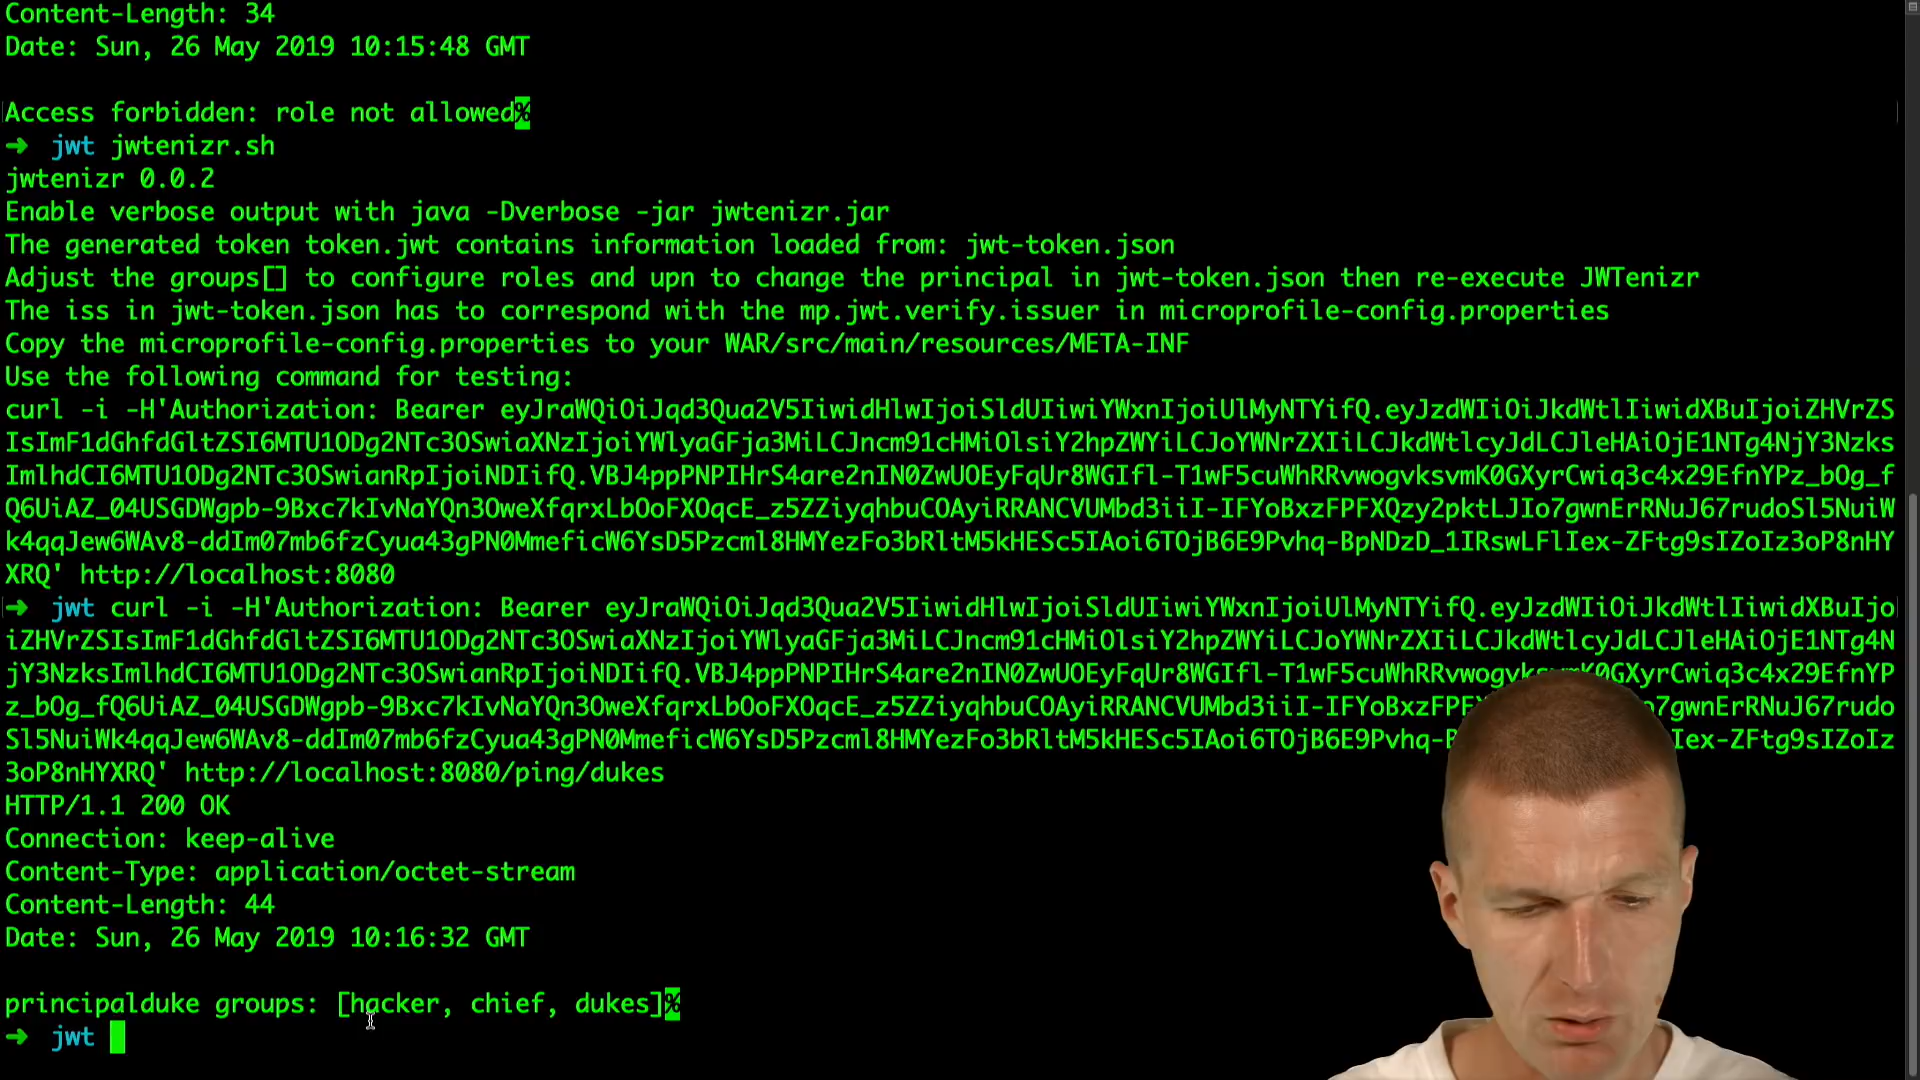 Content-Length: 34
Date: Sun, 26 May 2019 10:15:48 GMT
Access forbidden: role not allowed%
➜ jwt jwtenizr.sh
jwtenizr 0.0.2
Enable verbose output with java -Dverbose -jar jwtenizr.jar
The generated token token.jwt contains information loaded from: jwt-token.json
Adjust the groups[] to configure roles and upn to change the principal in jwt-token.json then re-execute JWTenizr
The iss in jwt-token.json has to correspond with the mp.jwt.verify.issuer in microprofile-config.properties
Copy the microprofile-config.properties to your WAR/src/main/resources/META-INF
Use the following command for testing:
curl -i -H'Authorization: Bearer eyJraWQiOiJqd3Qua2V5IiwidHlwIjoiSldUIiwiYWxnIjoiUlMyNTYifQ.eyJzdWIiOiJkdWtlIiwidXBuIjoiZHVrZS
IsImF1dGhfdGltZSI6MTU1ODg2NTc3OSwiaXNzIjoiYWlyaGFja3MiLCJncm91cHMiOlsiY2hpZWYiLCJoYWNrZXIiLCJkdWtlcyJdLCJleHAiOjE1NTg4NjY3Nzks
ImlhdCI6MTU1ODg2NTc3OSwianRpIjoiNDIifQ.VBJ4ppPNPIHrS4are2nIN0ZwUOEyFqUr8WGIfl-T1wF5cuWhRRvwogvksvmK0GXyrCwiq3c4x29EfnYPz_bOg_f
Q6UiAZ_04USGDWgpb-9Bxc7kIvNaYQn3OweXfqrxLbOoFXOqcE_z5ZZiyqhbuCOAyiRRANCVUMbd3iiI-IFYoBxzFPFXQzy2pktLJIo7gwnErRNuJ67rudoSl5NuiW
k4qqJew6WAv8-ddIm07mb6fzCyua43gPN0MmeficW6YsD5Pzcml8HMYezFo3bRltM5kHESc5IAoi6TOjB6E9Pvhq-BpNDzD_1IRswLFlIex-ZFtg9sIZoIz3oP8nHY
XRQ' http://localhost:8080
➜ jwt curl -i -H'Authorization: Bearer eyJraWQiOiJqd3Qua2V5IiwidHlwIjoiSldUIiwiYWxnIjoiUlMyNTYifQ.eyJzdWIiOiJkdWtlIiwidXBuIjo
iZHVrZSIsImF1dGhfdGltZSI6MTU1ODg2NTc3OSwiaXNzIjoiYWlyaGFja3MiLCJncm91cHMiOlsiY2hpZWYiLCJoYWNrZXIiLCJkdWtlcyJdLCJleHAiOjE1NTg4N
jY3NzksImlhdCI6MTU1ODg2NTc3OSwianRpIjoiNDIifQ.VBJ4ppPNPIHrS4are2nIN0ZwUOEyFqUr8WGIfl-T1wF5cuWhRRvwogvk K0GXyrCwiq3c4x29EfnYP
z_bOg_fQ6UiAZ_04USGDWgpb-9Bxc7kIvNaYQn3OweXfqrxLbOoFXOqcE_z5ZZiyqhbuCOAyiRRANCVUMbd3iiI-IFYoBxzFPF o7gwnErRNuJ67rudo
Sl5NuiWk4qqJew6WAv8-ddIm07mb6fzCyua43gPN0MmeficW6YsD5Pzcml8HMYezFo3bRltM5kHESc5IAoi6TOjB6E9Pvhq- Iex-ZFtg9sIZoIz
3oP8nHYXRQ' http://localhost:8080/ping/dukes
HTTP/1.1 200 OK
Connection: keep-alive
Content-Type: application/octet-stream
Content-Length: 44
Date: Sun, 26 May 2019 10:16:32 GMT
principalduke groups: [hacker, chief, dukes]%
➜ jwt